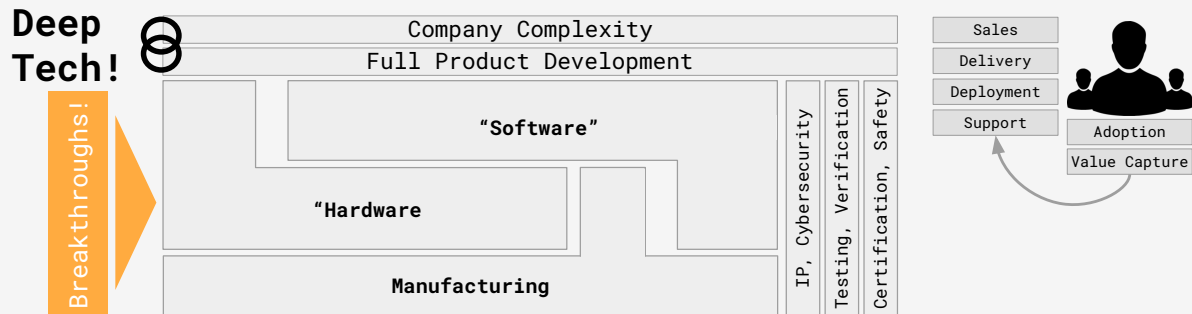 Deep
Tech!
Breakthroughs!
Company Complexity
Full Product Development
“Software”
“Hardware
Manufacturing
IP, Cybersecurity
Testing, Verification
Certification, Safety
Sales
Delivery
Deployment
Support
Adoption
Value Capture